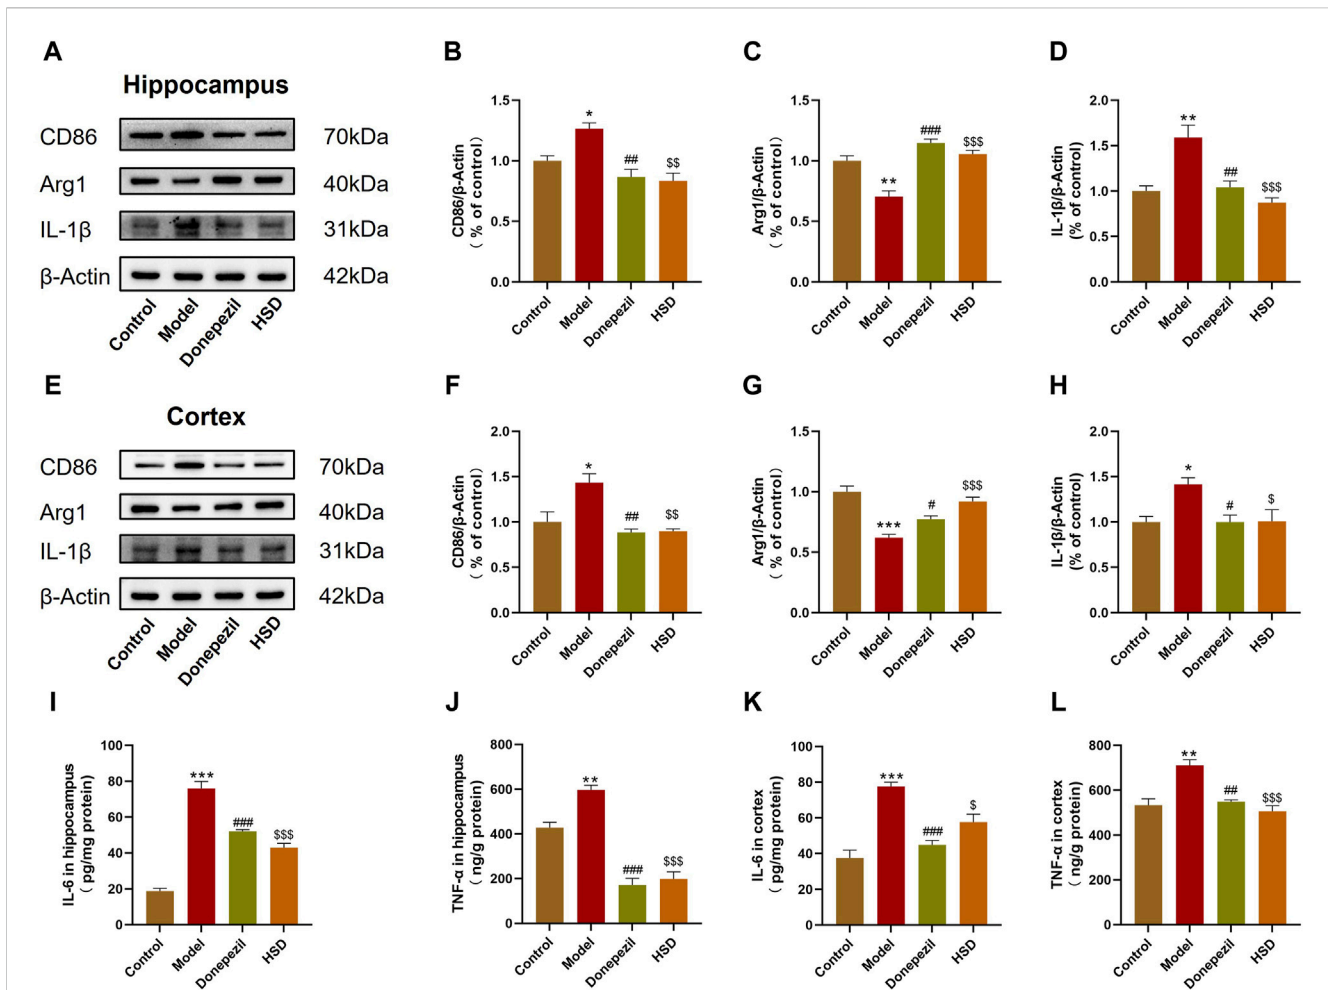 A
Hippocampus
CD86 70kDa
Arg1 40kDa
IL-1β 31kDa
β-Actin 42kDa
Control Model Donepezil HSD
B
CD86/β-Actin
( % of control)
1.5
1.0
0.5
0.0
* ## $$
Control Model Donepezil HSD
C
Arg1/β-Actin
( % of control)
1.5
1.0
0.5
0.0
** ### $$$
Control Model Donepezil HSD
D
IL-1β/β-Actin
(% of control)
2.0
1.5
1.0
0.5
0.0
** ## $$$
Control Model Donepezil HSD
E
Cortex
CD86 70kDa
Arg1 40kDa
IL-1β 31kDa
β-Actin 42kDa
Control Model Donepezil HSD
F
CD86/β-Actin
( % of control)
2.0
1.5
1.0
0.5
0.0
* ## $$
Control Model Donepezil HSD
G
Arg1/β-Actin
( % of control)
1.5
1.0
0.5
0.0
*** # $$$
Control Model Donepezil HSD
H
IL-1β/β-Actin
(% of control)
2.0
1.5
1.0
0.5
0.0
* # $
Control Model Donepezil HSD
I
IL-6 in hippocampus
( pg/mg protein)
100
80
60
40
20
0
*** ### $$$
Control Model Donepezil HSD
J
TNF-α in hippocampus
( ng/g protein)
800
600
400
200
0
** ### $$$
Control Model Donepezil HSD
K
IL-6 in cortex
( pg/mg protein)
100
80
60
40
20
0
*** ### $
Control Model Donepezil HSD
L
TNF-α in cortex
( ng/g protein)
800
600
400
200
0
** ## $$$
Control Model Donepezil HSD